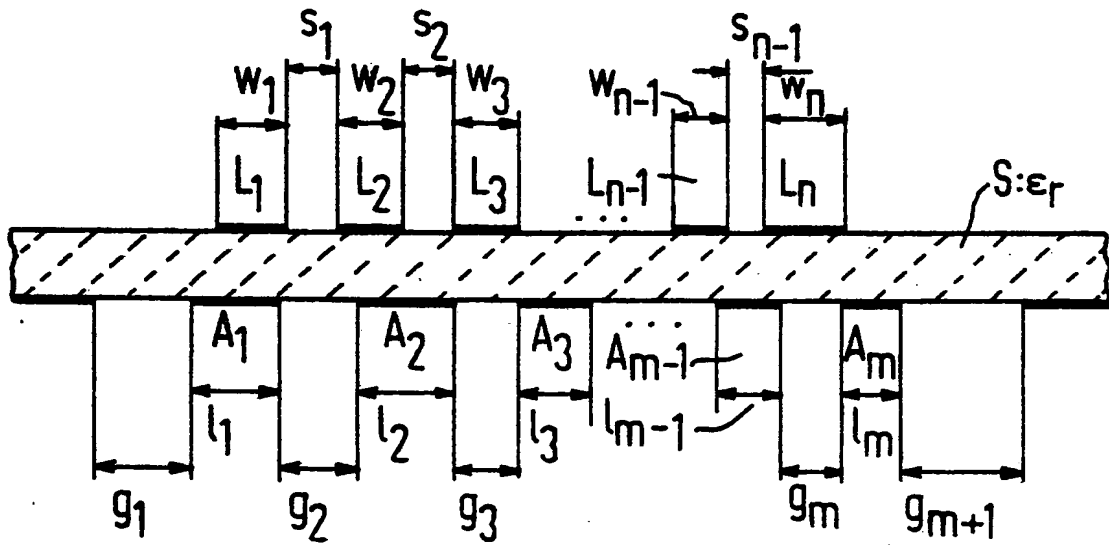 s₁ s₂ sₙ₋₁
w₁ w₂ w₃ wₙ₋₁ wₙ
L₁ L₂ L₃ ..... Lₙ₋₁ Lₙ S:εᵣ
A₁ A₂ A₃ .... Aₘ₋₁ Aₘ
l₁ l₂ l₃ lₘ₋₁ lₘ
g₁ g₂ g₃ gₘ gₘ₊₁